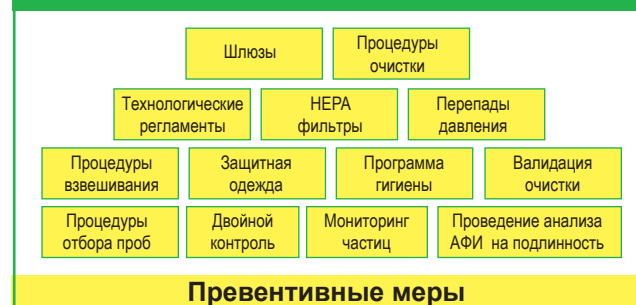 Шлюзы
Процедуры
очистки
Технологические
регламенты
HEPA
фильтры
Перепады
давления
Процедуры
взвешивания
Защитная
одежда
Программа
гигиены
Валидация
очистки
Процедуры
отбора проб
Двойной
контроль
Мониторинг
частиц
Проведение анализа
АФИ на подлинность
Превентивные меры